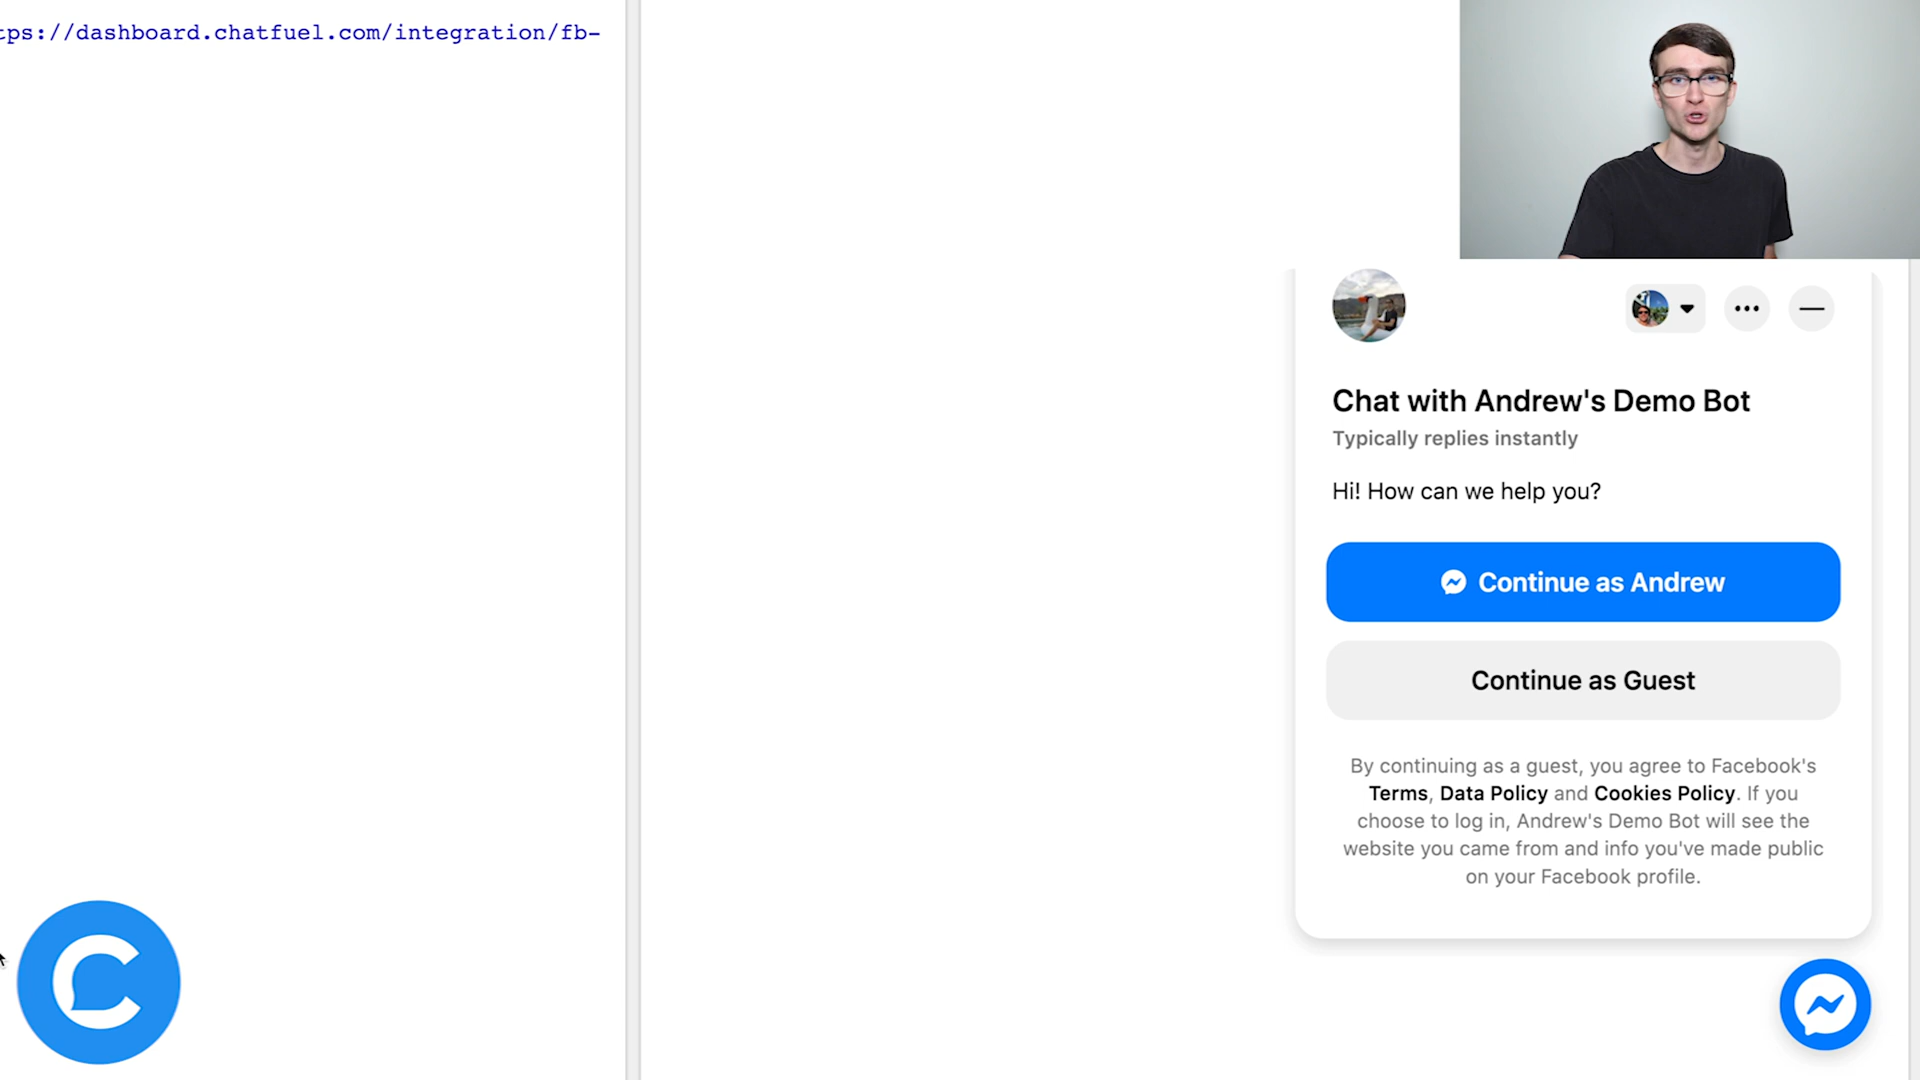 tps://dashboard.chatfuel.com/integration/fb-
Chat with Andrew's Demo Bot
Typically replies instantly
Hi! How can we help you?
Continue as Andrew
Continue as Guest
By continuing as a guest, you agree to Facebook's
Terms, Data Policy and Cookies Policy. If you
choose to log in, Andrew's Demo Bot will see the
website you came from and info you've made public
on your Facebook profile.